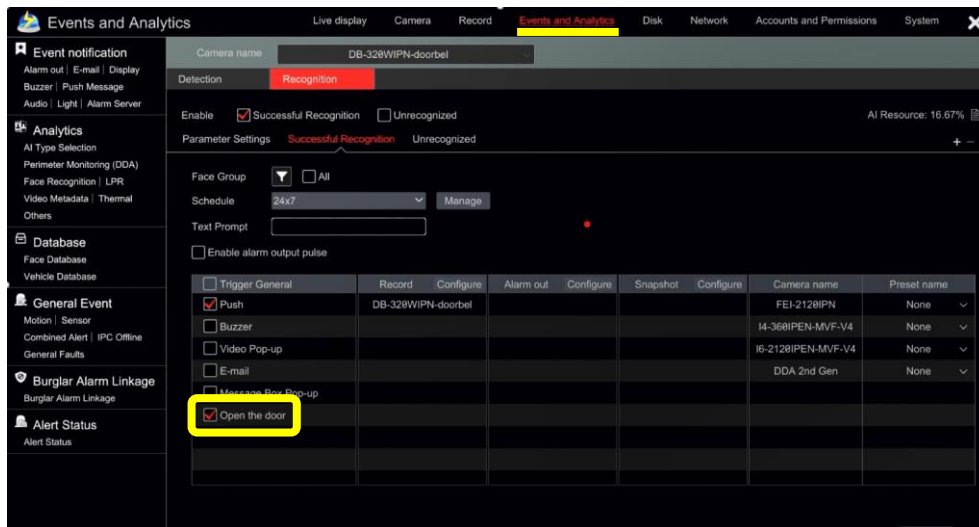 Events and Analytics
Live display Camera Record Events and Analytics Disk Network Accounts and Permissions System
Event notification
Alarm out | E-mail | Display
Buzzer | Push Message
Audio | Light | Alarm Server
Analytics
AI Type Selection
Perimeter Monitoring (DDA)
Face Recognition | LPR
Video Metadata | Thermal
Others
Database
Face Database
Vehicle Database
General Event
Motion | Sensor
Combined Alert | IPC Offline
General Faults
Burglar Alarm Linkage
Burglar Alarm Linkage
Alert Status
Alert Status
Camera name DB-320WIPN-doorbel
Detection Recognition
Enable Successful Recognition Unrecognized AI Resource: 16.67%
Parameter Settings Successful Recognition Unrecognized + −
Face Group All
Schedule 24x7 Manage
Text Prompt
Enable alarm output pulse
Trigger General Record Configure Alarm out Configure Snapshot Configure Camera name Preset name
Push DB-320WIPN-doorbel FEI-2120IPN None
Buzzer I4-360IPEN-MVF-V4 None
Video Pop-up I6-2120IPEN-MVF-V4 None
E-mail DDA 2nd Gen None
Message Box Pop-up
Open the door